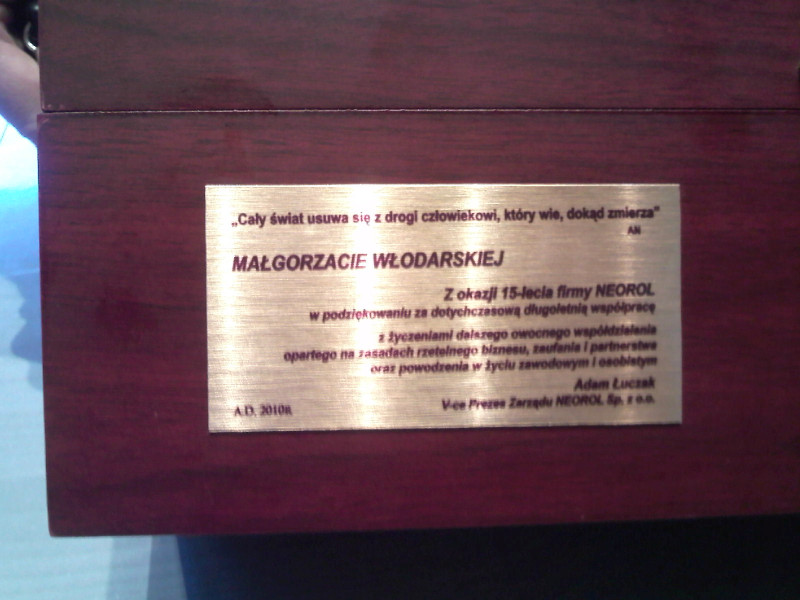 „Cały świat usuwa się z drogi człowiekowi, który wie, dokąd zmierza"
AN
MAŁGORZACIE WŁODARSKIEJ
Z okazji 15-lecia firmy NEOROL
w podziękowaniu za dotychczasową długoletnią współpracę
z życzeniami dalszego owocnego współdziałania
opartego na zasadach rzetelnego biznesu, zaufania i partnerstwa
oraz powodzenia w życiu zawodowym i osobistym
Adam Łuczak
V-ce Prezes Zarządu NEOROL Sp. z o.o.
A.D. 2010R.